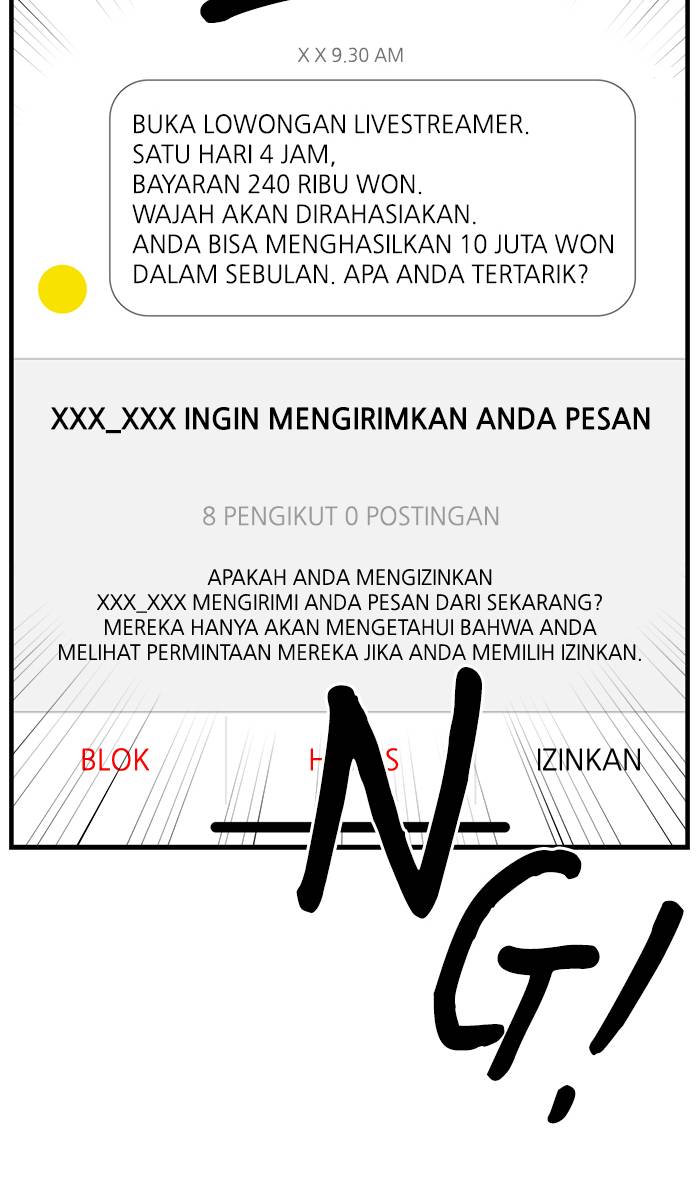 X X 9.30 AM
BUKA LOWONGAN LIVESTREAMER.
SATU HARI 4 JAM,
BAYARAN 240 RIBU WON.
WAJAH AKAN DIRAHASIAKAN.
ANDA BISA MENGHASILKAN 10 JUTA WON
DALAM SEBULAN. APA ANDA TERTARIK?
XXX_XXX INGIN MENGIRIMKAN ANDA PESAN
8 PENGIKUT 0 POSTINGAN
APAKAH ANDA MENGIZINKAN
XXX_XXX MENGIRIMI ANDA PESAN DARI SEKARANG?
MEREKA HANYA AKAN MENGETAHUI BAHWA ANDA
MELIHAT PERMINTAAN MEREKA JIKA ANDA MEMILIH IZINKAN.
BLOK IZINKAN
NG!